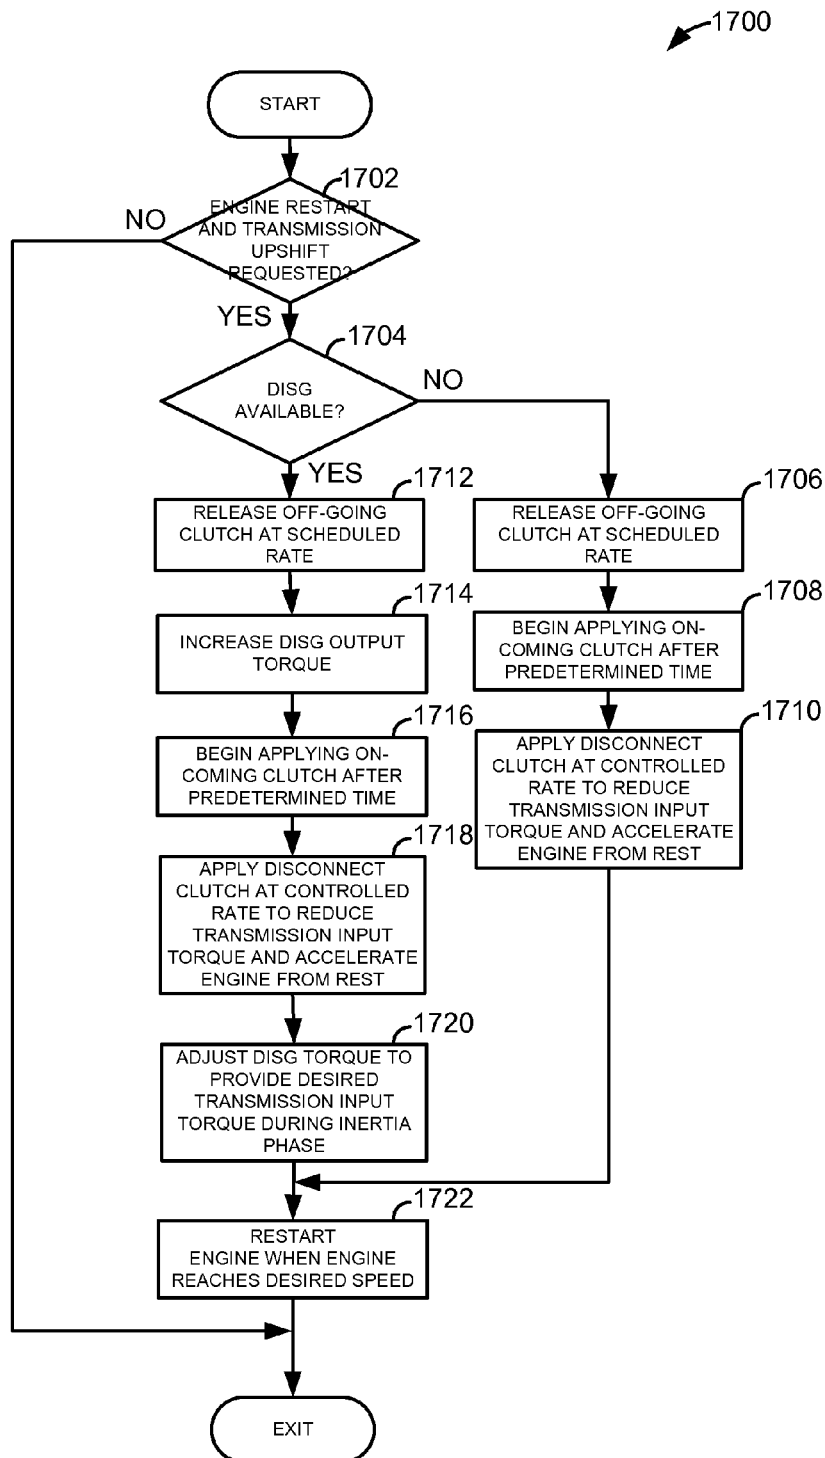 1700
START
1702
ENGINE RESTART
AND TRANSMISSION
UPSHIFT
REQUESTED?
NO
YES
1704
DISG
AVAILABLE?
NO
YES
1712
RELEASE OFF-GOING
CLUTCH AT SCHEDULED
RATE
1706
RELEASE OFF-GOING
CLUTCH AT SCHEDULED
RATE
1714
INCREASE DISG OUTPUT
TORQUE
1708
BEGIN APPLYING ON-
COMING CLUTCH AFTER
PREDETERMINED TIME
1716
BEGIN APPLYING ON-
COMING CLUTCH AFTER
PREDETERMINED TIME
1710
APPLY DISCONNECT
CLUTCH AT CONTROLLED
RATE TO REDUCE
TRANSMISSION INPUT
TORQUE AND ACCELERATE
ENGINE FROM REST
1718
APPLY DISCONNECT
CLUTCH AT CONTROLLED
RATE TO REDUCE
TRANSMISSION INPUT
TORQUE AND ACCELERATE
ENGINE FROM REST
1720
ADJUST DISG TORQUE TO
PROVIDE DESIRED
TRANSMISSION INPUT
TORQUE DURING INERTIA
PHASE
1722
RESTART
ENGINE WHEN ENGINE
REACHES DESIRED SPEED
EXIT